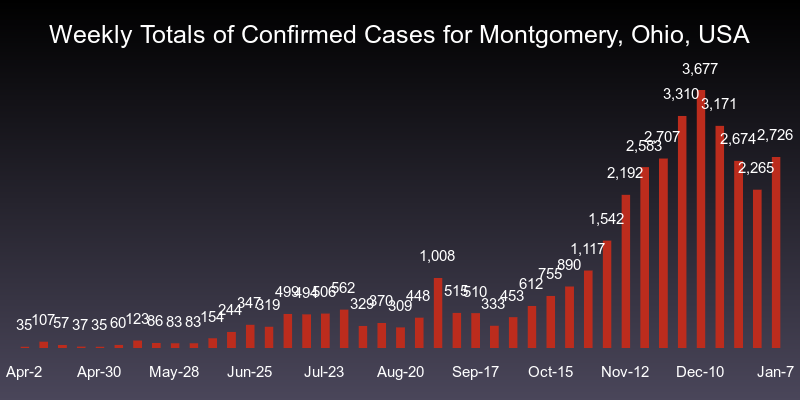 Weekly Totals of Confirmed Cases for Montgomery, Ohio, USA
35 107 57 37 35 60 123 86 83 83 154 244 347 319 499 494 506 562 329 370 309 448 1,008 515 510 333 453 612 755 890 1,117 1,542 2,192 2,583 2,707 3,310 3,677 3,171 2,674 2,265 2,726
Apr-2 Apr-30 May-28 Jun-25 Jul-23 Aug-20 Sep-17 Oct-15 Nov-12 Dec-10 Jan-7